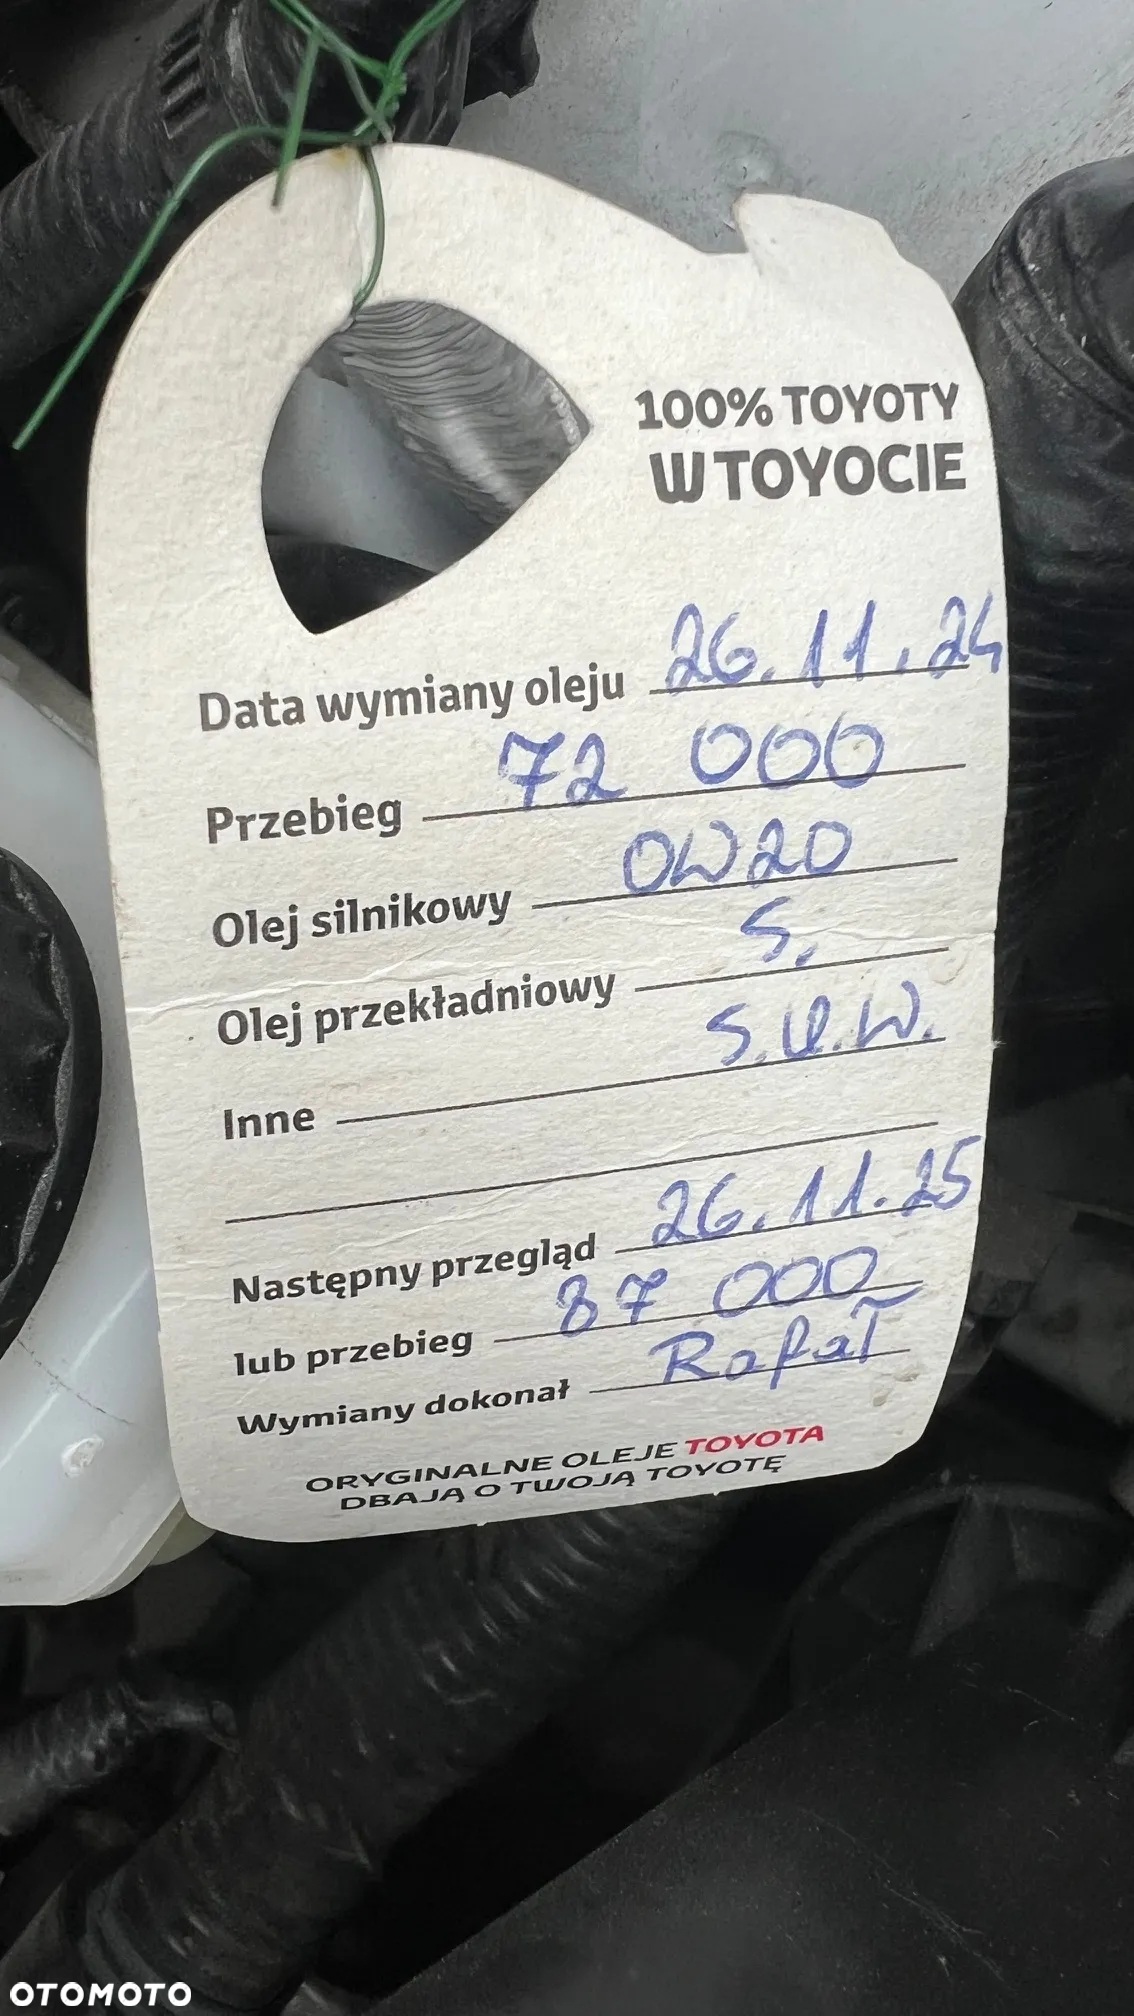 100% TOYOTY
W TOYOCIE
Data wymiany oleju 26.11.24
Przebieg 72 000
Olej silnikowy 0W20
Olej przekładniowy S.
Inne S.U.W.
Następny przegląd 26.11.25
lub przebieg 87 000
Wymiany dokonał Rafał
ORYGINALNE OLEJE TOYOTA
DBAJĄ O TWOJĄ TOYOTĘ
OTOMOTO